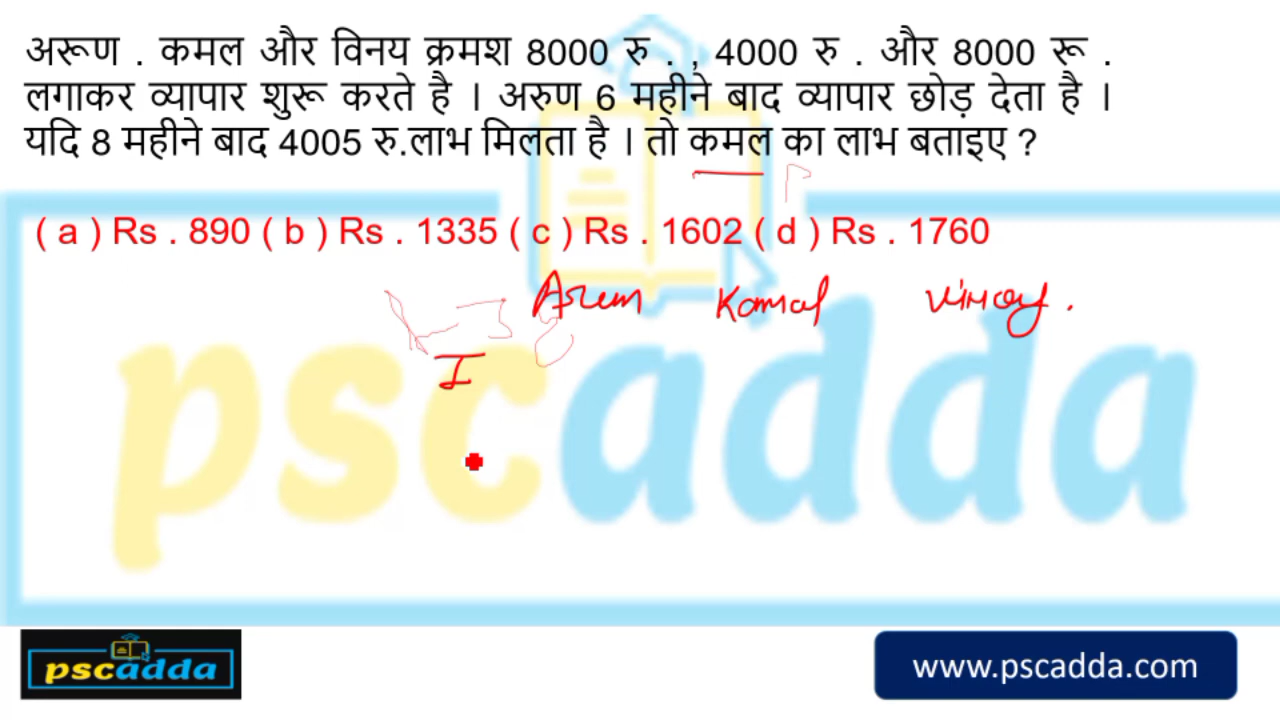 अरूण . कमल और विनय क्रमश 8000 रु . , 4000 रु . और 8000 रू .
लगाकर व्यापार शुरू करते है । अरुण 6 महीने बाद व्यापार छोड़ देता है ।
यदि 8 महीने बाद 4005 रु.लाभ मिलता है । तो कमल का लाभ बताइए ?
( a ) Rs . 890 ( b ) Rs . 1335 ( c ) Rs . 1602 ( d ) Rs . 1760
Arun Kamal Vinay .
I
pscadda
pscadda www.pscadda.com